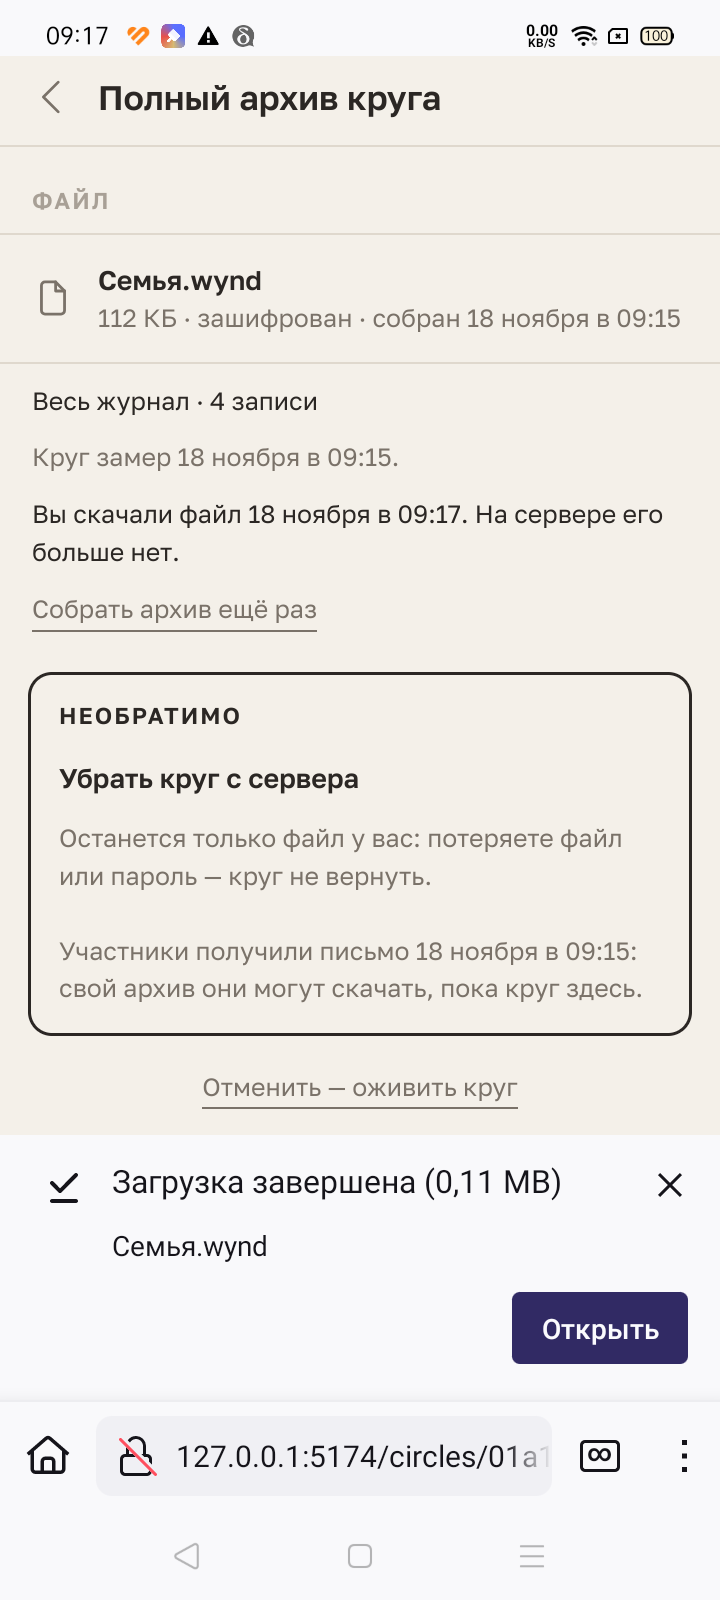 09:17
0.00
KB/S
100
Полный архив круга
ФАЙЛ
Семья.wynd
112 КБ · зашифрован · собран 18 ноября в 09:15
Весь журнал · 4 записи
Круг замер 18 ноября в 09:15.
Вы скачали файл 18 ноября в 09:17. На сервере его
больше нет.
Собрать архив ещё раз
НЕОБРАТИМО
Убрать круг с сервера
Останется только файл у вас: потеряете файл
или пароль — круг не вернуть.
Участники получили письмо 18 ноября в 09:15:
свой архив они могут скачать, пока круг здесь.
Отменить — оживить круг
Загрузка завершена (0,11 MB)
Семья.wynd
Открыть
127.0.0.1:5174/circles/01a1